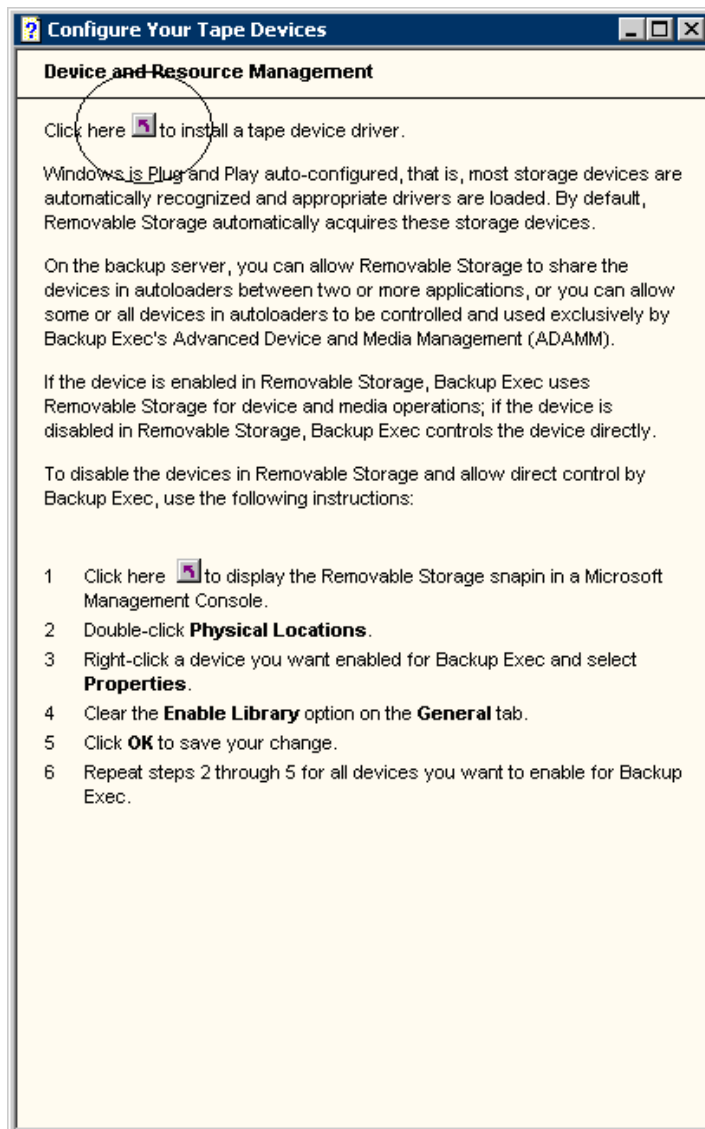 Configure Your Tape Devices
Device and Resource Management
Click here to install a tape device driver.
Windows is Plug and Play auto-configured, that is, most storage devices are
automatically recognized and appropriate drivers are loaded. By default,
Removable Storage automatically acquires these storage devices.
On the backup server, you can allow Removable Storage to share the
devices in autoloaders between two or more applications, or you can allow
some or all devices in autoloaders to be controlled and used exclusively by
Backup Exec's Advanced Device and Media Management (ADAMM).
If the device is enabled in Removable Storage, Backup Exec uses
Removable Storage for device and media operations; if the device is
disabled in Removable Storage, Backup Exec controls the device directly.
To disable the devices in Removable Storage and allow direct control by
Backup Exec, use the following instructions:
1 Click here to display the Removable Storage snapin in a Microsoft
Management Console.
2 Double-click Physical Locations.
3 Right-click a device you want enabled for Backup Exec and select
Properties.
4 Clear the Enable Library option on the General tab.
5 Click OK to save your change.
6 Repeat steps 2 through 5 for all devices you want to enable for Backup
Exec.